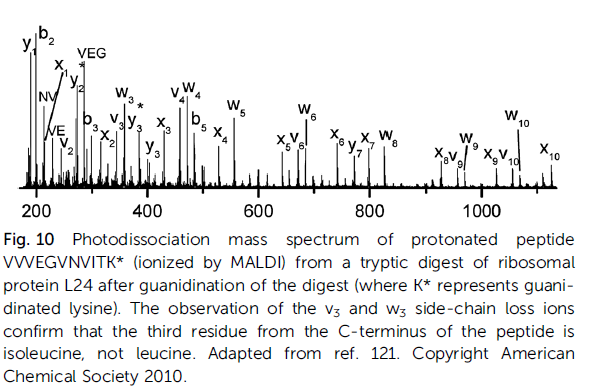 y1 b2
x1
y2
*
VEG
NV
VE
v2
b3
x2
v3
w3
*
y3
y3
x3
v4
w4
b5
x4
w5
x5
v6
w6
x6
y7
x7
w8
x8
v9
w9
x9
v10
w10
x10
200 400 600 800 1000
Fig. 10 Photodissociation mass spectrum of protonated peptide
VVVEGVNVITK* (ionized by MALDI) from a tryptic digest of ribosomal
protein L24 after guanidination of the digest (where K* represents guani-
dinated lysine). The observation of the v3 and w3 side-chain loss ions
confirm that the third residue from the C-terminus of the peptide is
isoleucine, not leucine. Adapted from ref. 121. Copyright American
Chemical Society 2010.